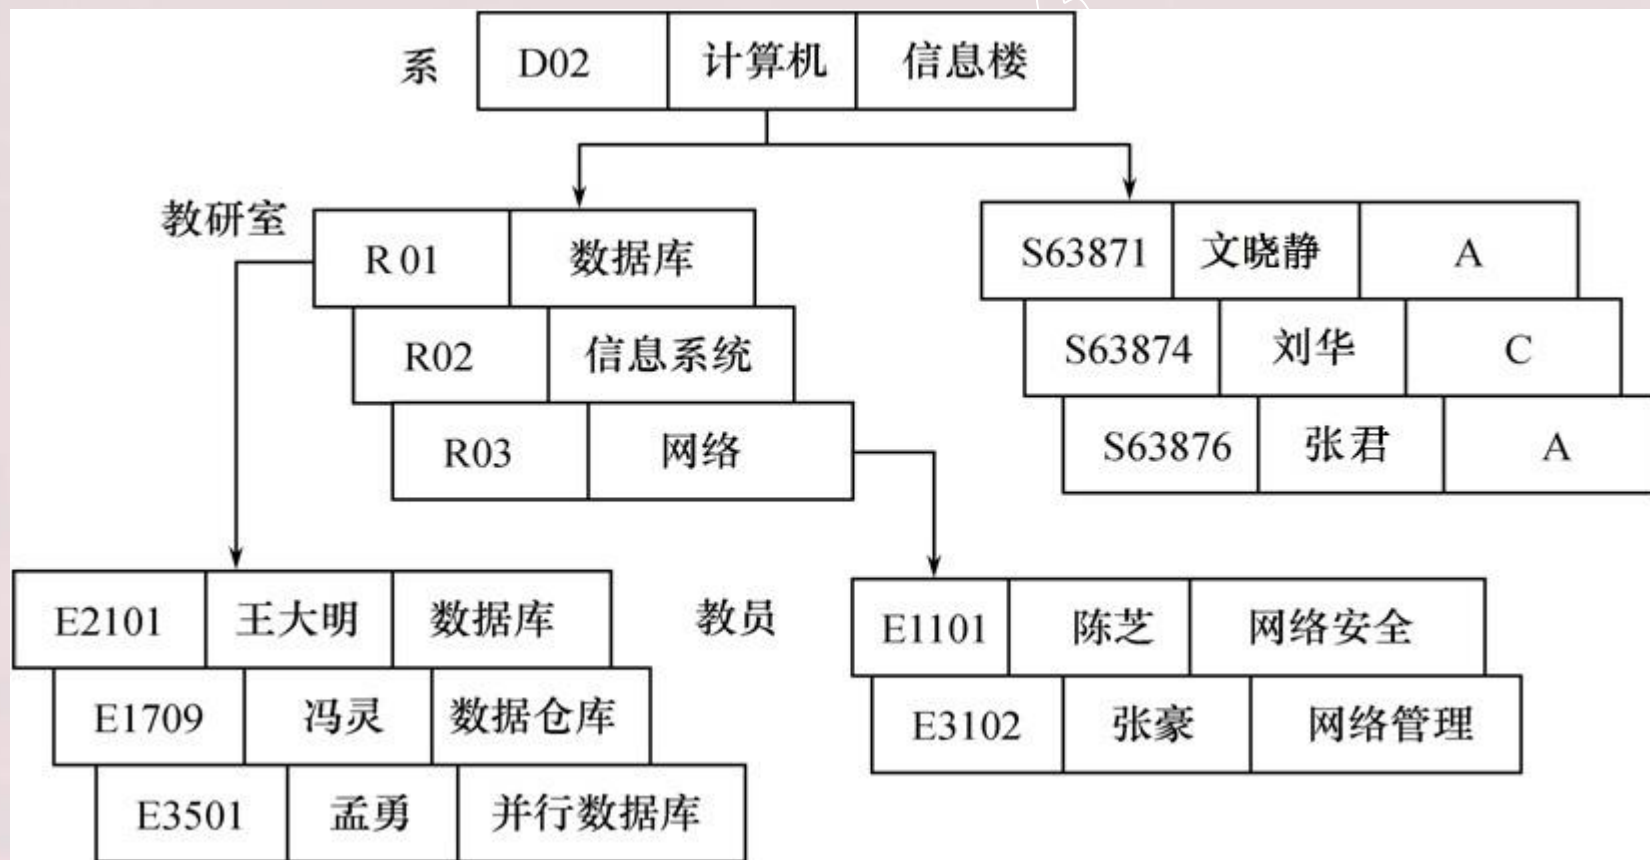 系 D02 计算机 信息楼
教研室 R 01 数据库
R02 信息系统
R03 网络
S63871 文晓静 A
S63874 刘华 C
S63876 张君 A
E2101 王大明 数据库
E1709 冯灵 数据仓库
E3501 孟勇 并行数据库
教员 E1101 陈芝 网络安全
E3102 张豪 网络管理